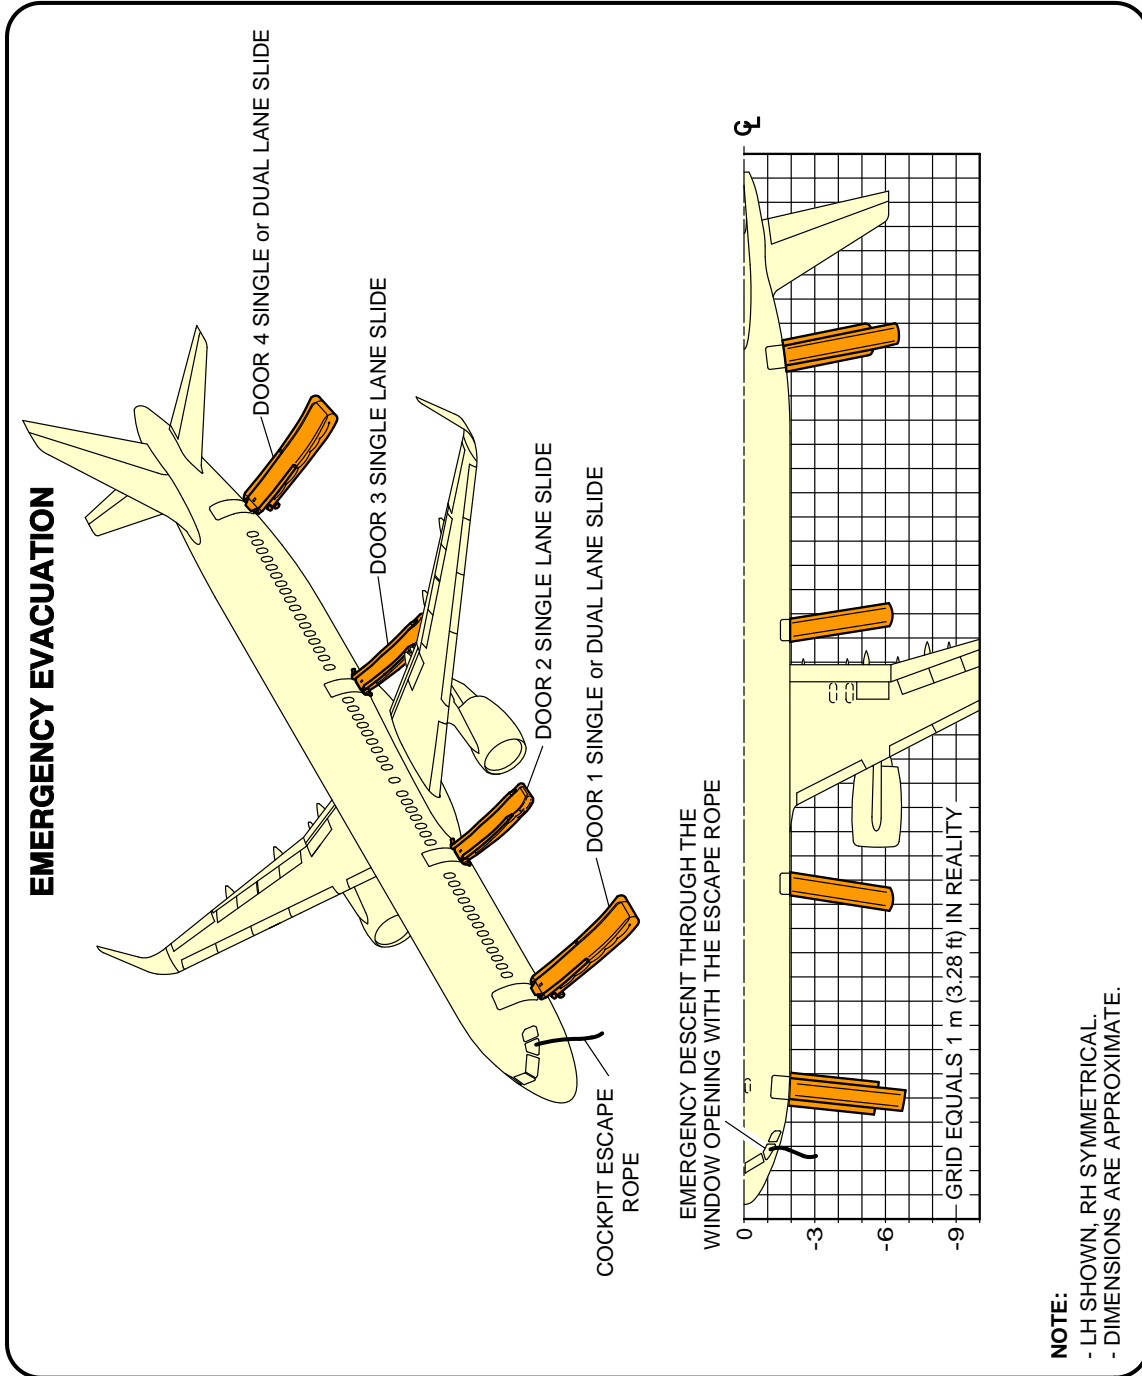 EMERGENCY EVACUATION
DOOR 4 SINGLE or DUAL LANE SLIDE
DOOR 3 SINGLE LANE SLIDE
DOOR 2 SINGLE LANE SLIDE
DOOR 1 SINGLE or DUAL LANE SLIDE
COCKPIT ESCAPE
ROPE
EMERGENCY DESCENT THROUGH THE
WINDOW OPENING WITH THE ESCAPE ROPE
℄
0
-3
-6
-9
GRID EQUALS 1 m (3.28 ft) IN REALITY
NOTE:
- LH SHOWN, RH SYMMETRICAL.
- DIMENSIONS ARE APPROXIMATE.